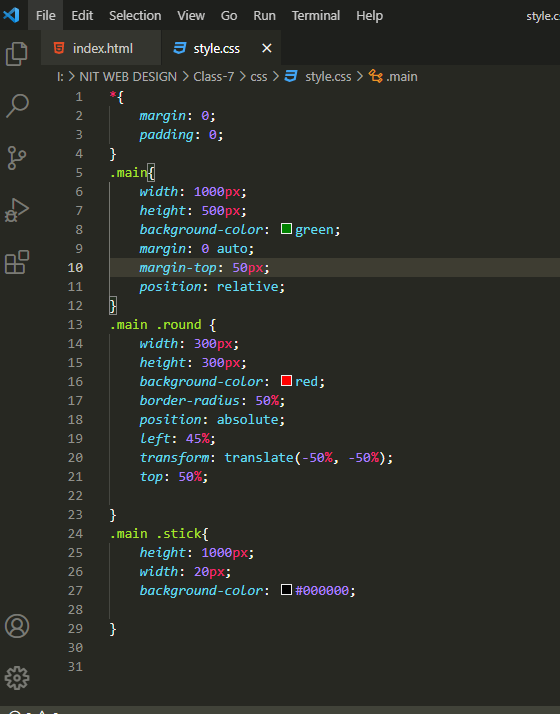 File Edit Selection View Go Run Terminal Help style.c
index.html style.css
I: > NIT WEB DESIGN > Class-7 > css > style.css > .main
1 *{
2 margin: 0;
3 padding: 0;
4 }
5 .main{
6 width: 1000px;
7 height: 500px;
8 background-color: green;
9 margin: 0 auto;
10 margin-top: 50px;
11 position: relative;
12 }
13 .main .round {
14 width: 300px;
15 height: 300px;
16 background-color: red;
17 border-radius: 50%;
18 position: absolute;
19 left: 45%;
20 transform: translate(-50%, -50%);
21 top: 50%;
22
23 }
24 .main .stick{
25 height: 1000px;
26 width: 20px;
27 background-color: #000000;
28
29 }
30
31